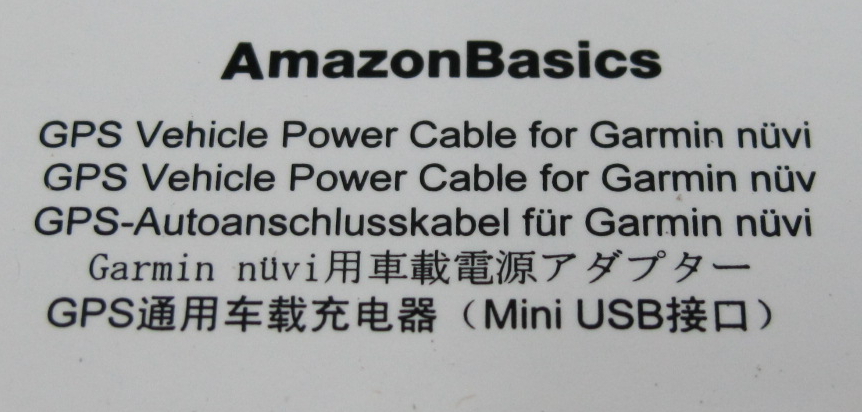 AmazonBasics
GPS Vehicle Power Cable for Garmin nüvi
GPS Vehicle Power Cable for Garmin nüv
GPS-Autoanschlusskabel für Garmin nüvi
Garmin nüvi用車載電源アダプター
GPS通用车载充电器（Mini USB接口）